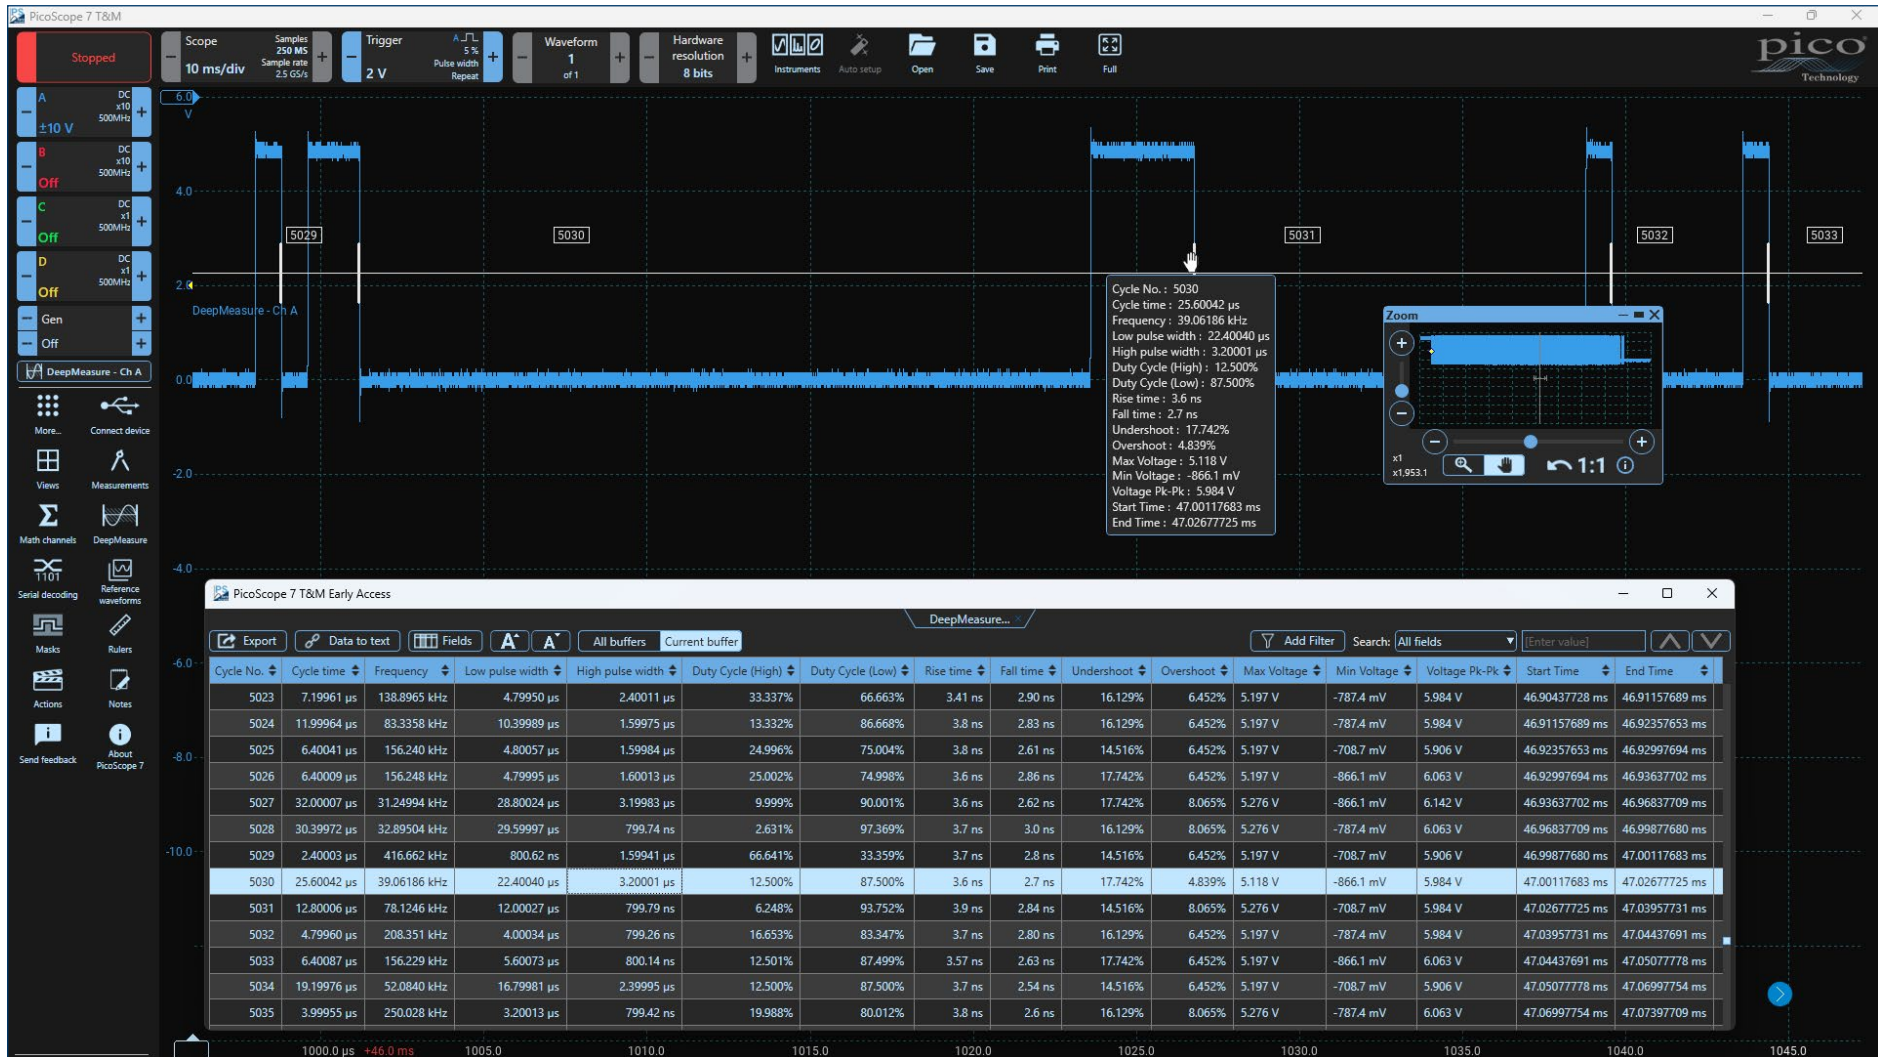 PicoScope 7 T&M
Stopped
Scope
10 ms/div
Samples
250 MS
Sample rate
2.5 GS/s
Trigger
2 V
A
5 %
Pulse width
Repeat
Waveform
1
of 1
Hardware
resolution
8 bits
Instruments
Auto setup
Open
Save
Print
Full
pico
Technology
A
±10 V
DC
x10
500MHz
B
Off
DC
x10
500MHz
C
Off
DC
x1
500MHz
D
Off
DC
x1
500MHz
Gen
Off
DeepMeasure - Ch A
More...
Connect device
Views
Measurements
Math channels
DeepMeasure
1101
Serial decoding
Reference
waveforms
Masks
Rulers
Actions
Notes
Send feedback
About
PicoScope 7
6.0
V
4.0
2.0
0.0
-2.0
-4.0
-6.0
-8.0
-10.0
5029
5030
5031
5032
5033
DeepMeasure - Ch A
Cycle No. : 5030
Cycle time : 25.60042 µs
Frequency : 39.06186 kHz
Low pulse width : 22.40040 µs
High pulse width : 3.20001 µs
Duty Cycle (High) : 12.500%
Duty Cycle (Low) : 87.500%
Rise time : 3.6 ns
Fall time : 2.7 ns
Undershoot : 17.742%
Overshoot : 4.839%
Max Voltage : 5.118 V
Min Voltage : -866.1 mV
Voltage Pk-Pk : 5.984 V
Start Time : 47.00117683 ms
End Time : 47.02677725 ms
Zoom
x1
x1,953.1
1:1
PicoScope 7 T&M Early Access
DeepMeasure...
Export
Data to text
Fields
A
A
All buffers
Current buffer
Add Filter
Search:
All fields
[Enter value]
Cycle No. Cycle time Frequency Low pulse width High pulse width Duty Cycle (High) Duty Cycle (Low) Rise time Fall time Undershoot Overshoot Max Voltage Min Voltage Voltage Pk-Pk Start Time End Time
5023 7.19961 µs 138.8965 kHz 4.79950 µs 2.40011 µs 33.337% 66.663% 3.41 ns 2.90 ns 16.129% 6.452% 5.197 V -787.4 mV 5.984 V 46.90437728 ms 46.91157689 ms
5024 11.99964 µs 83.3358 kHz 10.39989 µs 1.59975 µs 13.332% 86.668% 3.8 ns 2.83 ns 16.129% 6.452% 5.197 V -787.4 mV 5.984 V 46.91157689 ms 46.92357653 ms
5025 6.40041 µs 156.240 kHz 4.80057 µs 1.59984 µs 24.996% 75.004% 3.8 ns 2.61 ns 14.516% 6.452% 5.197 V -708.7 mV 5.906 V 46.92357653 ms 46.92997694 ms
5026 6.40009 µs 156.248 kHz 4.79995 µs 1.60013 µs 25.002% 74.998% 3.6 ns 2.86 ns 17.742% 6.452% 5.197 V -866.1 mV 6.063 V 46.92997694 ms 46.93637702 ms
5027 32.00007 µs 31.24994 kHz 28.80024 µs 3.19983 µs 9.999% 90.001% 3.6 ns 2.62 ns 17.742% 8.065% 5.276 V -866.1 mV 6.142 V 46.93637702 ms 46.96837709 ms
5028 30.39972 µs 32.89504 kHz 29.59997 µs 799.74 ns 2.631% 97.369% 3.7 ns 3.0 ns 16.129% 8.065% 5.276 V -787.4 mV 6.063 V 46.96837709 ms 46.99877680 ms
5029 2.40003 µs 416.662 kHz 800.62 ns 1.59941 µs 66.641% 33.359% 3.7 ns 2.8 ns 14.516% 6.452% 5.197 V -708.7 mV 5.906 V 46.99877680 ms 47.00117683 ms
5030 25.60042 µs 39.06186 kHz 22.40040 µs 3.20001 µs 12.500% 87.500% 3.6 ns 2.7 ns 17.742% 4.839% 5.118 V -866.1 mV 5.984 V 47.00117683 ms 47.02677725 ms
5031 12.80006 µs 78.1246 kHz 12.00027 µs 799.79 ns 6.248% 93.752% 3.9 ns 2.84 ns 14.516% 8.065% 5.276 V -708.7 mV 5.984 V 47.02677725 ms 47.03957731 ms
5032 4.79960 µs 208.351 kHz 4.00034 µs 799.26 ns 16.653% 83.347% 3.7 ns 2.80 ns 16.129% 6.452% 5.197 V -787.4 mV 5.984 V 47.03957731 ms 47.04437691 ms
5033 6.40087 µs 156.229 kHz 5.60073 µs 800.14 ns 12.501% 87.499% 3.57 ns 2.63 ns 17.742% 6.452% 5.197 V -866.1 mV 6.063 V 47.04437691 ms 47.05077778 ms
5034 19.19976 µs 52.0840 kHz 16.79981 µs 2.39995 µs 12.500% 87.500% 3.7 ns 2.54 ns 14.516% 6.452% 5.197 V -708.7 mV 5.906 V 47.05077778 ms 47.06997754 ms
5035 3.99955 µs 250.028 kHz 3.20013 µs 799.42 ns 19.988% 80.012% 3.8 ns 2.6 ns 16.129% 8.065% 5.276 V -787.4 mV 6.063 V 47.06997754 ms 47.07397709 ms
1000.0 µs +46.0 ms 1005.0 1010.0 1015.0 1020.0 1025.0 1030.0 1035.0 1040.0 1045.0